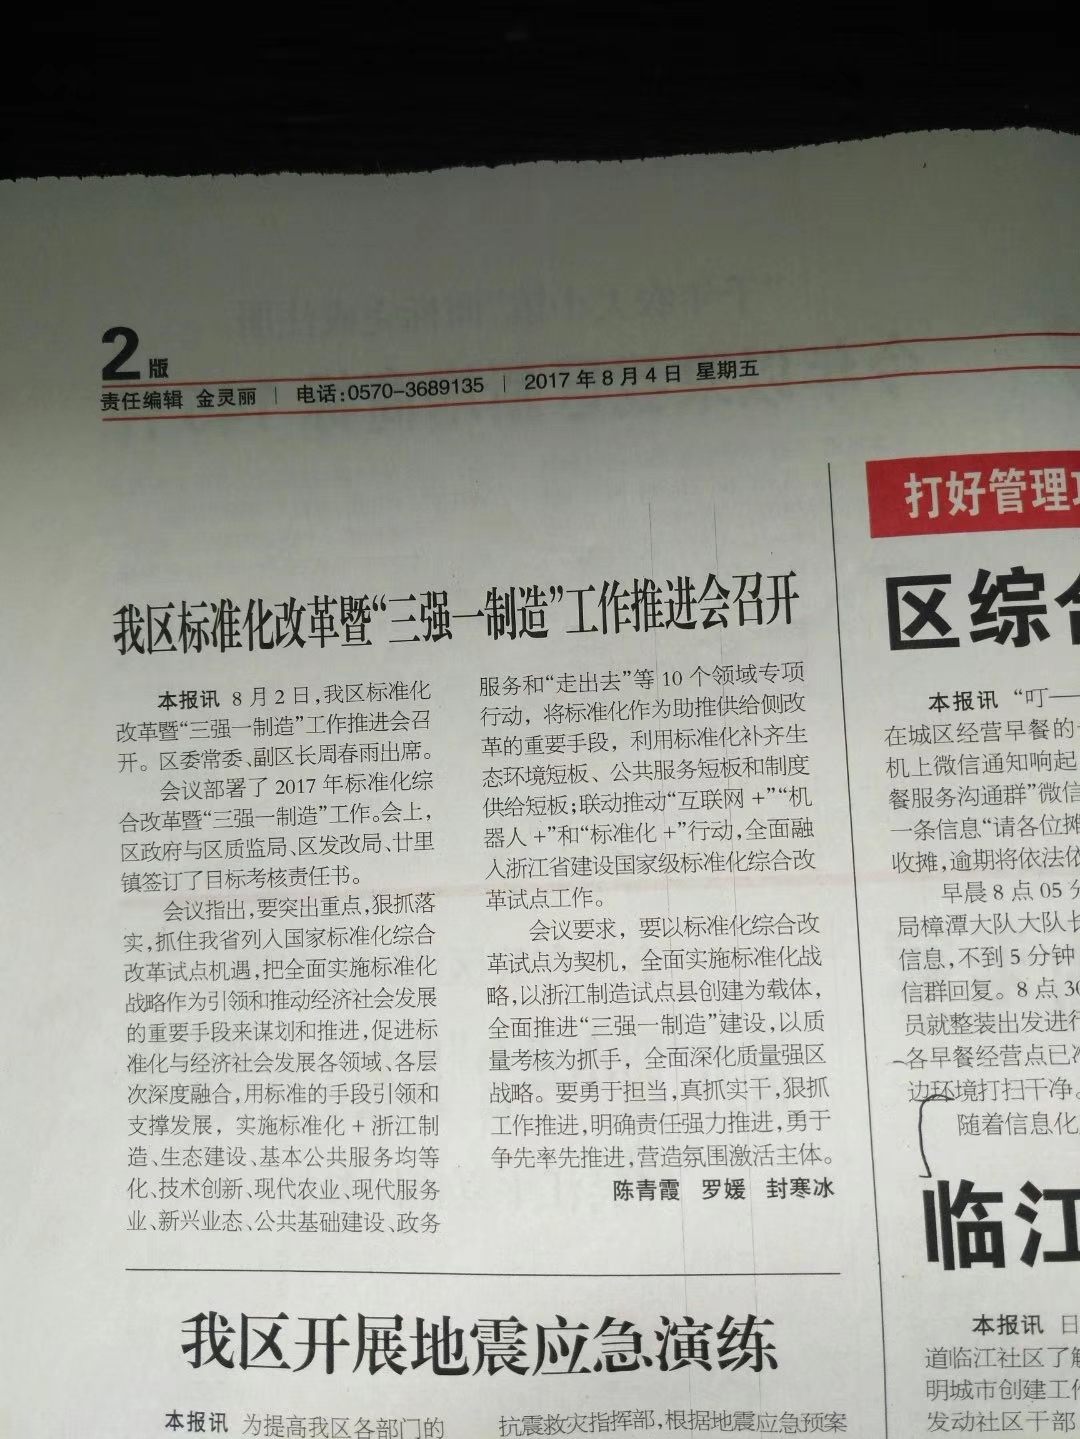 2版
责任编辑 金灵丽 | 电话:0570-3689135 | 2017年8月4日 星期五
我区标准化改革暨“三强一制造”工作推进会召开
本报讯 8月2日,我区标准化
改革暨“三强一制造”工作推进会召
开。区委常委、副区长周春雨出席。
会议部署了2017年标准化综
合改革暨“三强一制造”工作。会上,
区政府与区质监局、区发改局、廿里
镇签订了目标考核责任书。
会议指出,要突出重点,狠抓落
实,抓住我省列入国家标准化综合
改革试点机遇,把全面实施标准化
战略作为引领和推动经济社会发展
的重要手段来谋划和推进,促进标
准化与经济社会发展各领域、各层
次深度融合,用标准的手段引领和
支撑发展，实施标准化+浙江制
造、生态建设、基本公共服务均等
化、技术创新、现代农业、现代服务
业、新兴业态、公共基础建设、政务
服务和“走出去”等10个领域专项
行动，将标准化作为助推供给侧改
革的重要手段，利用标准化补齐生
态环境短板、公共服务短板和制度
供给短板;联动推动“互联网+”“机
器人+”和“标准化+”行动,全面融
入浙江省建设国家级标准化综合改
革试点工作。
会议要求，要以标准化综合改
革试点为契机，全面实施标准化战
略,以浙江制造试点县创建为载体,
全面推进“三强一制造”建设,以质
量考核为抓手，全面深化质量强区
战略。要勇于担当,真抓实干,狠抓
工作推进,明确责任强力推进,勇于
争先率先推进,营造氛围激活主体。
陈青霞 罗媛 封寒冰
我区开展地震应急演练
本报讯 为提高我区各部门的
抗震救灾指挥部,根据地震应急预案
打好管理
区综
本报讯 “叮—
在城区经营早餐的
机上微信通知响起
餐服务沟通群”微信
一条信息“请各位摊
收摊,逾期将依法依
早晨8点05分
局樟潭大队大队长
信息,不到5分钟
信群回复。8点30
员就整装出发进行
各早餐经营点已
边环境打扫干净。
随着信息化
临江
本报讯 日
道临江社区了解
明城市创建工作
发动社区干部